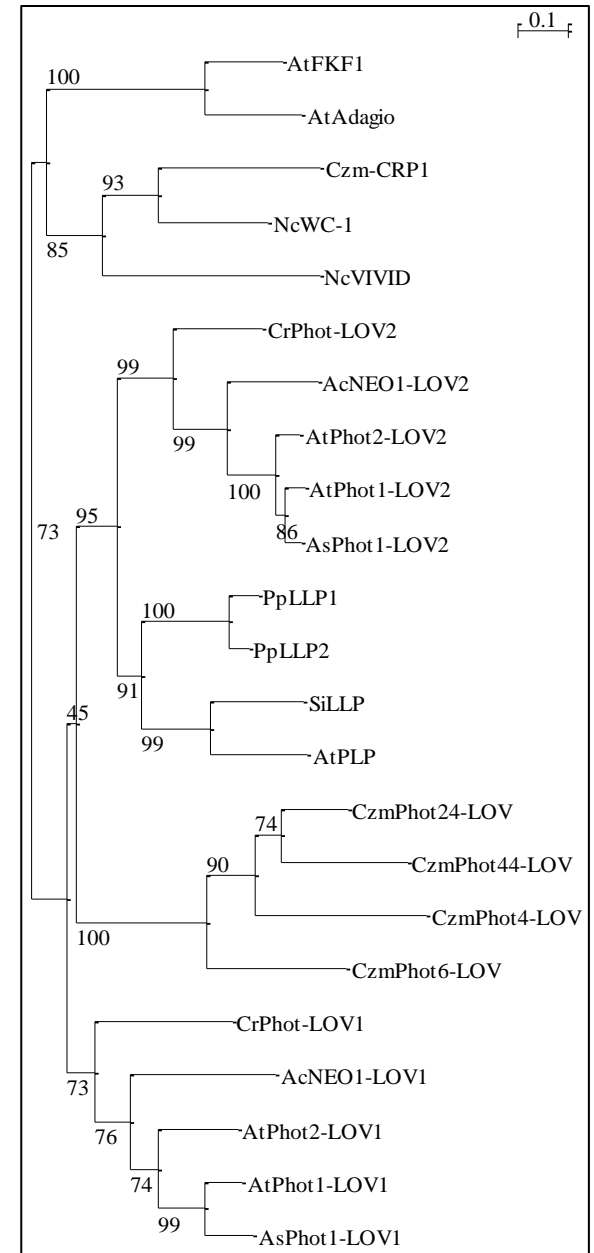 0.1
AtFKF1
100
AtAdagio
Czm-CRP1
93
NcWC-1
85
NcVIVID
CrPhot-LOV2
99
AcNEO1-LOV2
99
AtPhot2-LOV2
100
AtPhot1-LOV2
95
73
86
AsPhot1-LOV2
PpLLP1
100
PpLLP2
91
SiLLP
45
99
AtPLP
CzmPhot24-LOV
74
CzmPhot44-LOV
90
CzmPhot4-LOV
100
CzmPhot6-LOV
CrPhot-LOV1
73
AcNEO1-LOV1
76
AtPhot2-LOV1
74
AtPhot1-LOV1
99
AsPhot1-LOV1